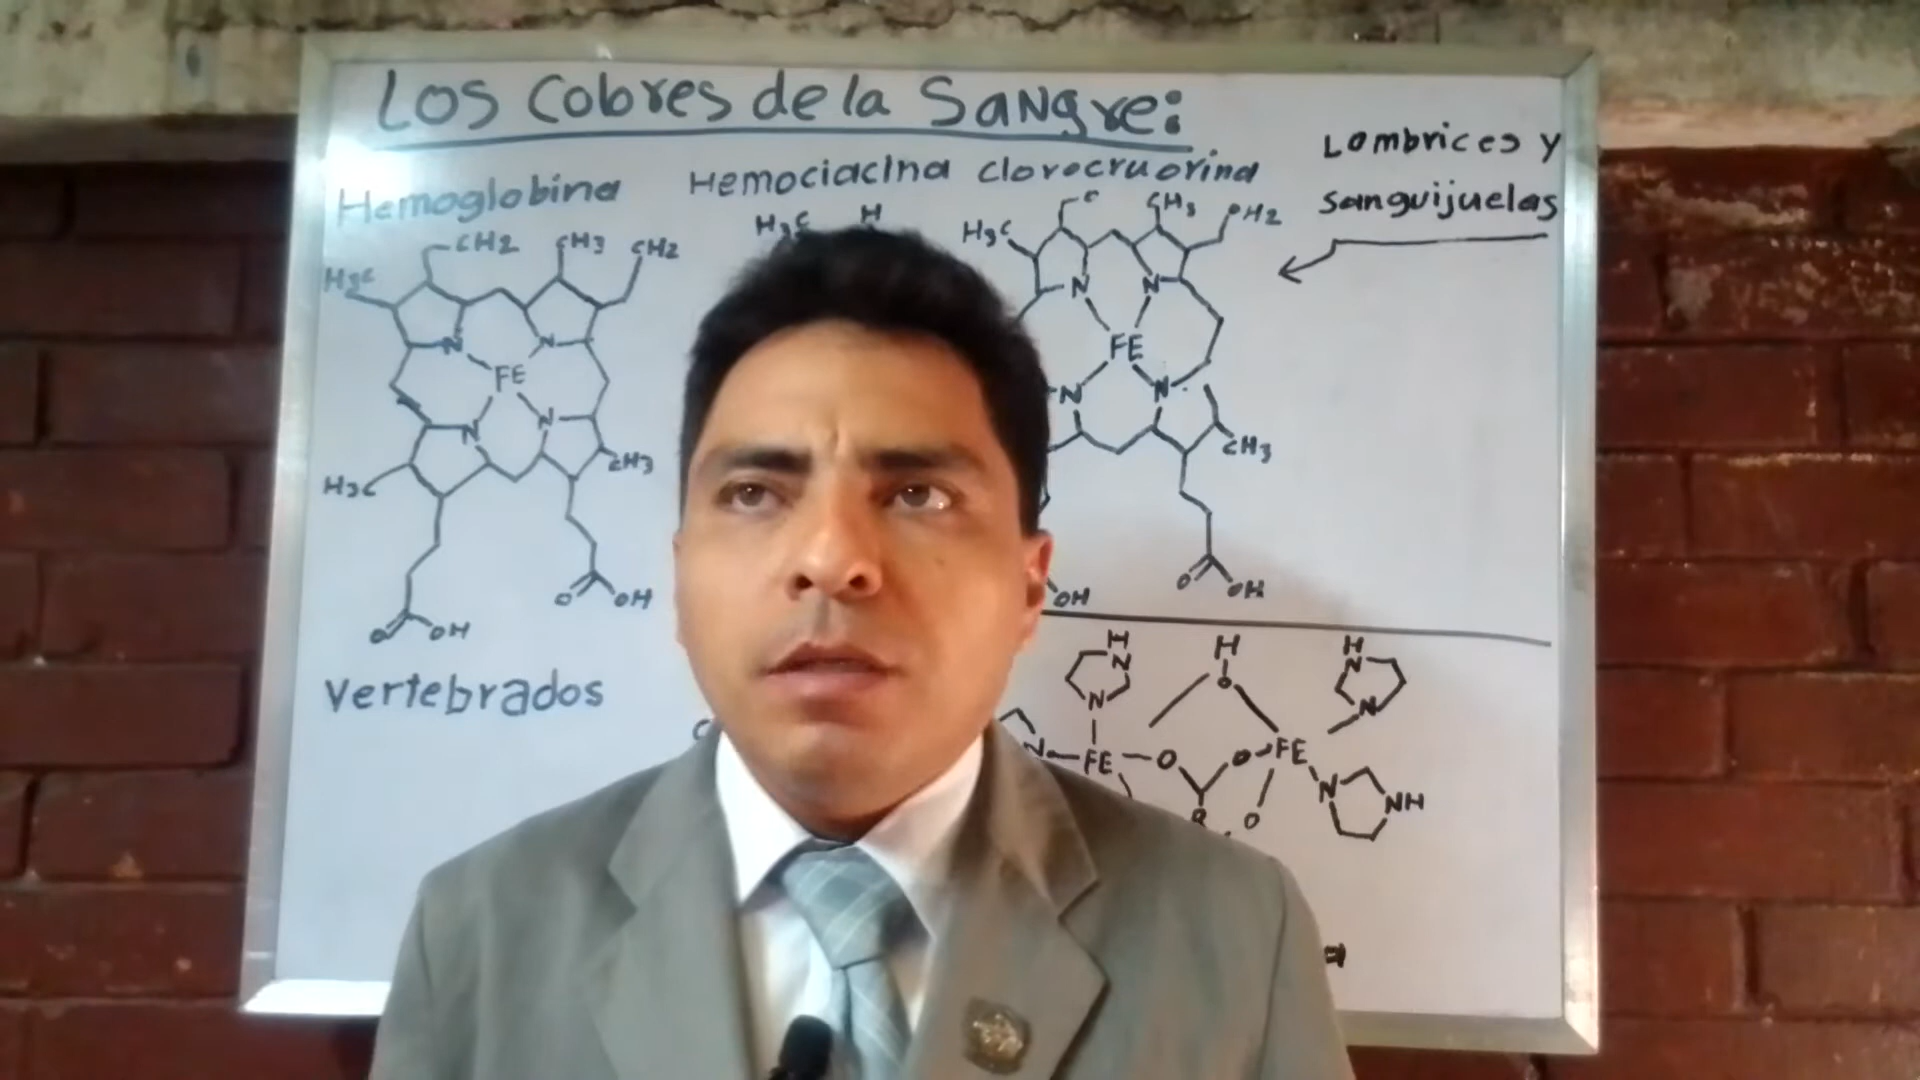 Los Cobres de la Sangre:
Hemoglobina Hemociacina clorocruorina
Lombrices y
sanguijuelas
H3C CH2 CH3 CH2
H3C H
H3C CH3 CH2
N N
FE
N N
H3C CH3
O OH
O OH
N N
FE
N N
CH3
OH
O OH
Vertebrados
H
N
N
H
O
H
N
N
N FE O O FE
R O
N NH